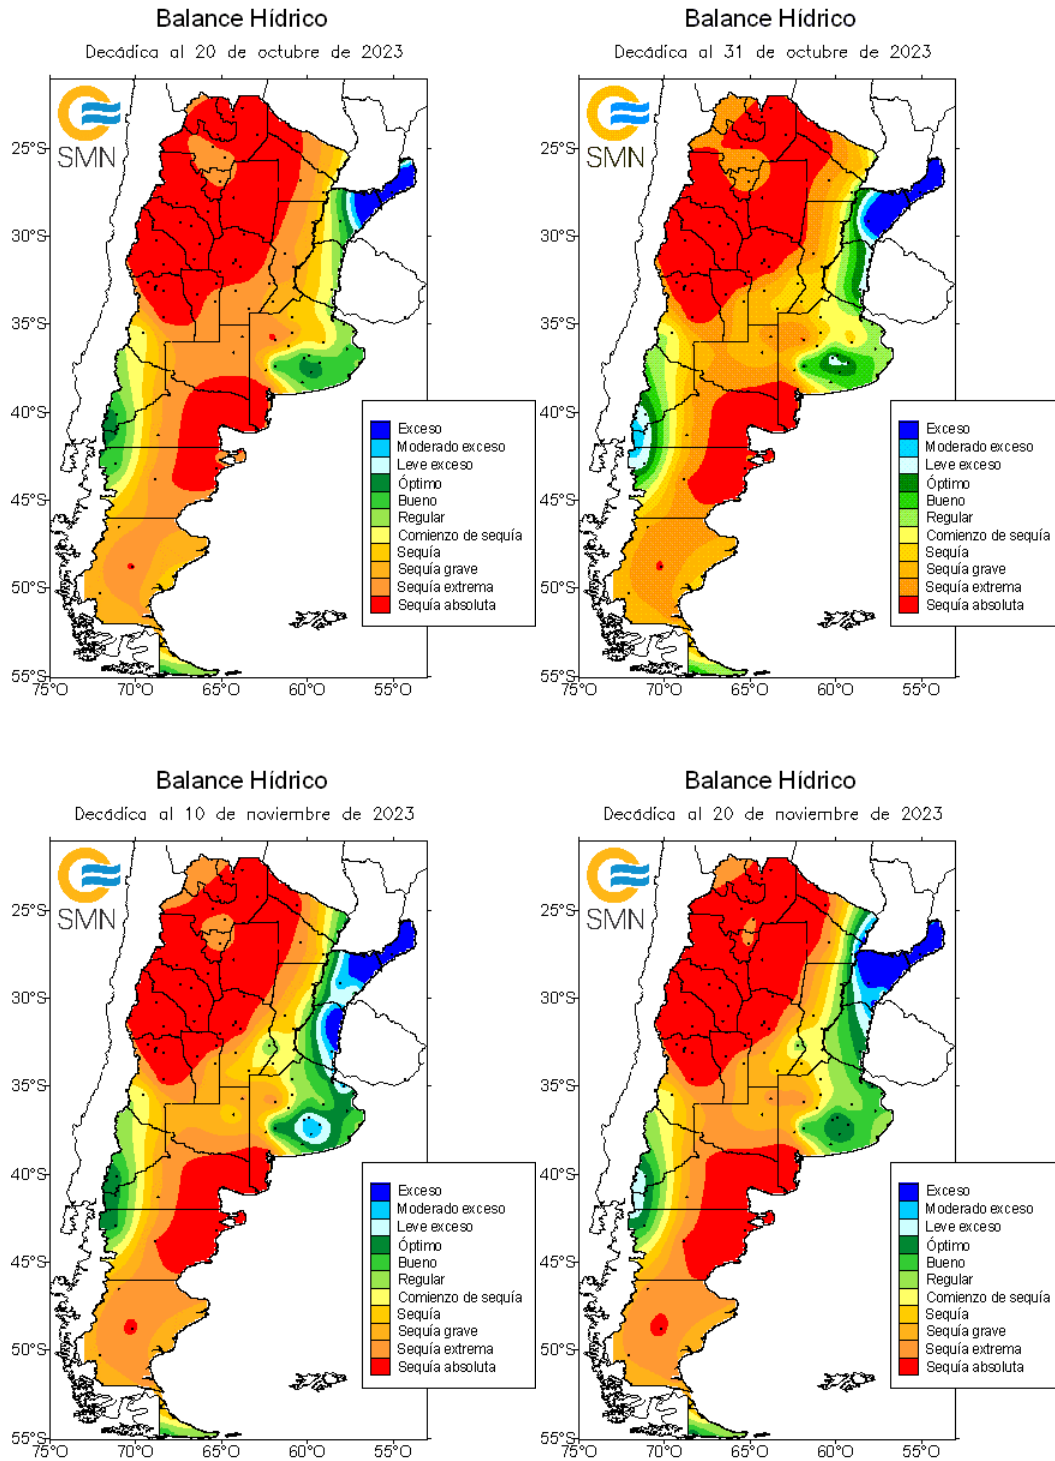 Balance Hídrico
Decádica al 20 de octubre de 2023
SMN
25°S
30°S
35°S
40°S
45°S
50°S
55°S
75°O
70°O
65°O
60°O
55°O
Exceso
Moderado exceso
Leve exceso
Óptimo
Bueno
Regular
Comienzo de sequía
Sequía
Sequía grave
Sequía extrema
Sequía absoluta
Balance Hídrico
Decádica al 31 de octubre de 2023
SMN
25°S
30°S
35°S
40°S
45°S
50°S
55°S
75°O
70°O
65°O
60°O
55°O
Exceso
Moderado exceso
Leve exceso
Óptimo
Bueno
Regular
Comienzo de sequía
Sequía
Sequía grave
Sequía extrema
Sequía absoluta
Balance Hídrico
Decádica al 10 de noviembre de 2023
SMN
25°S
30°S
35°S
40°S
45°S
50°S
55°S
75°O
70°O
65°O
60°O
55°O
Exceso
Moderado exceso
Leve exceso
Óptimo
Bueno
Regular
Comienzo de sequía
Sequía
Sequía grave
Sequía extrema
Sequía absoluta
Balance Hídrico
Decádica al 20 de noviembre de 2023
SMN
25°S
30°S
35°S
40°S
45°S
50°S
55°S
75°O
70°O
65°O
60°O
55°O
Exceso
Moderado exceso
Leve exceso
Óptimo
Bueno
Regular
Comienzo de sequía
Sequía
Sequía grave
Sequía extrema
Sequía absoluta